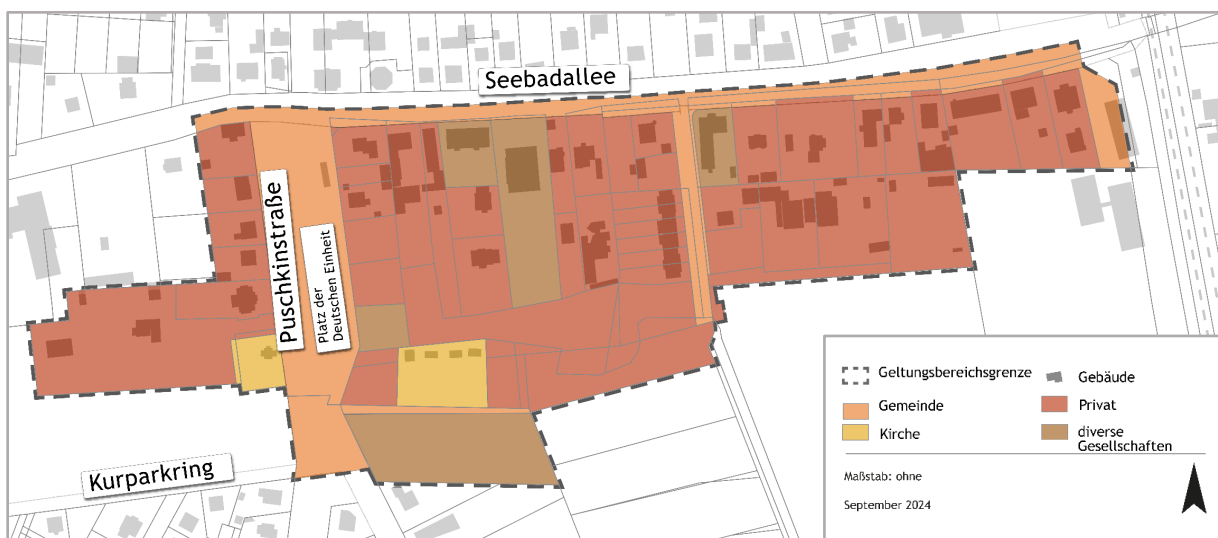 Seebadallee
Puschkinstraße
Platz der
Deutschen Einheit
Kurparkring
Geltungsbereichsgrenze
Gemeinde
Kirche
Gebäude
Privat
diverse
Gesellschaften
Maßstab: ohne
September 2024